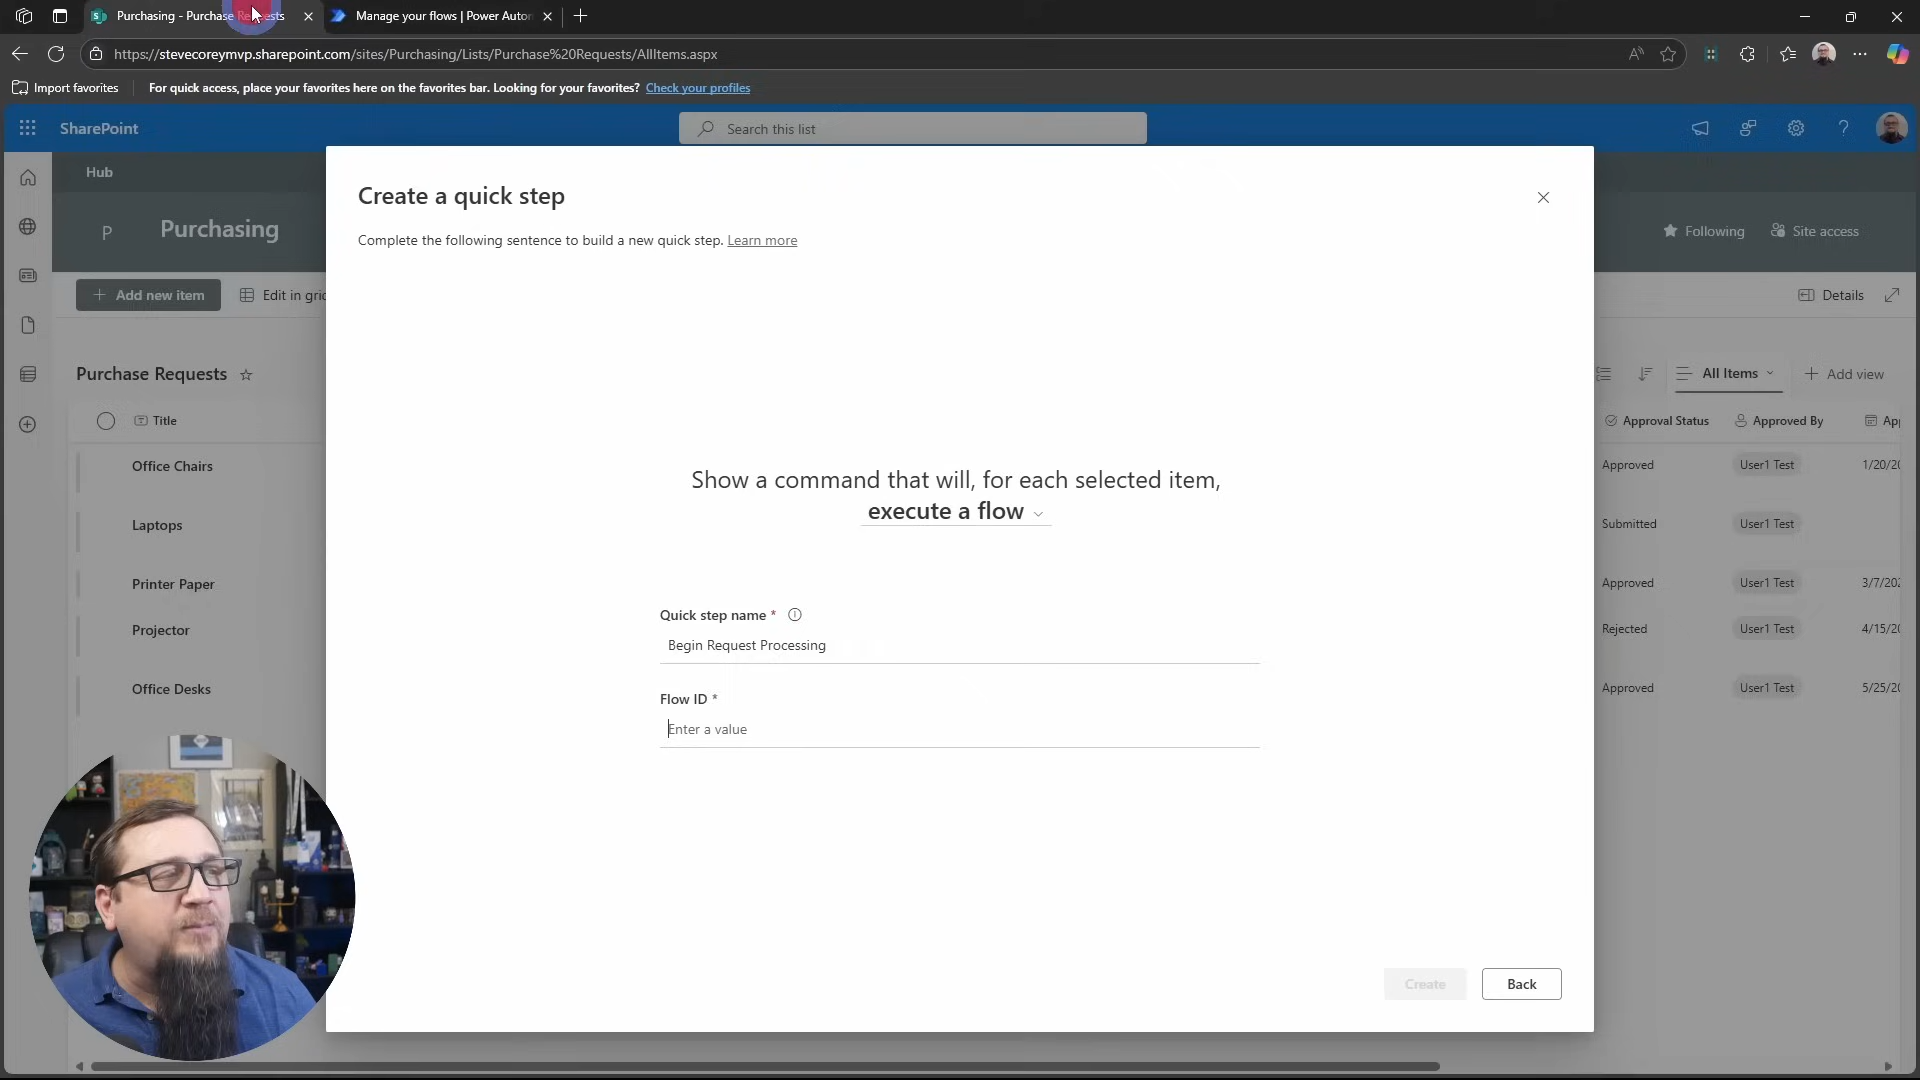 Purchasing - Purchase Requests
Manage your flows | Power Autor
https://stevecoreymvp.sharepoint.com/sites/Purchasing/Lists/Purchase%20Requests/AllItems.aspx
Import favorites
For quick access, place your favorites here on the favorites bar. Looking for your favorites? Check your profiles
SharePoint
Search this list
Hub
P
Purchasing
Following
Site access
Create a quick step
Complete the following sentence to build a new quick step. Learn more
Add new item
Edit in gri
Details
Purchase Requests
All Items
Add view
Title
Approval Status
Approved By
Ap
Office Chairs
Approved
User1 Test
1/20/20
Laptops
Submitted
User1 Test
Printer Paper
Approved
User1 Test
3/7/202
Projector
Rejected
User1 Test
4/15/20
Office Desks
Approved
User1 Test
5/25/20
Show a command that will, for each selected item,
execute a flow
Quick step name *
Begin Request Processing
Flow ID *
Enter a value
Create
Back